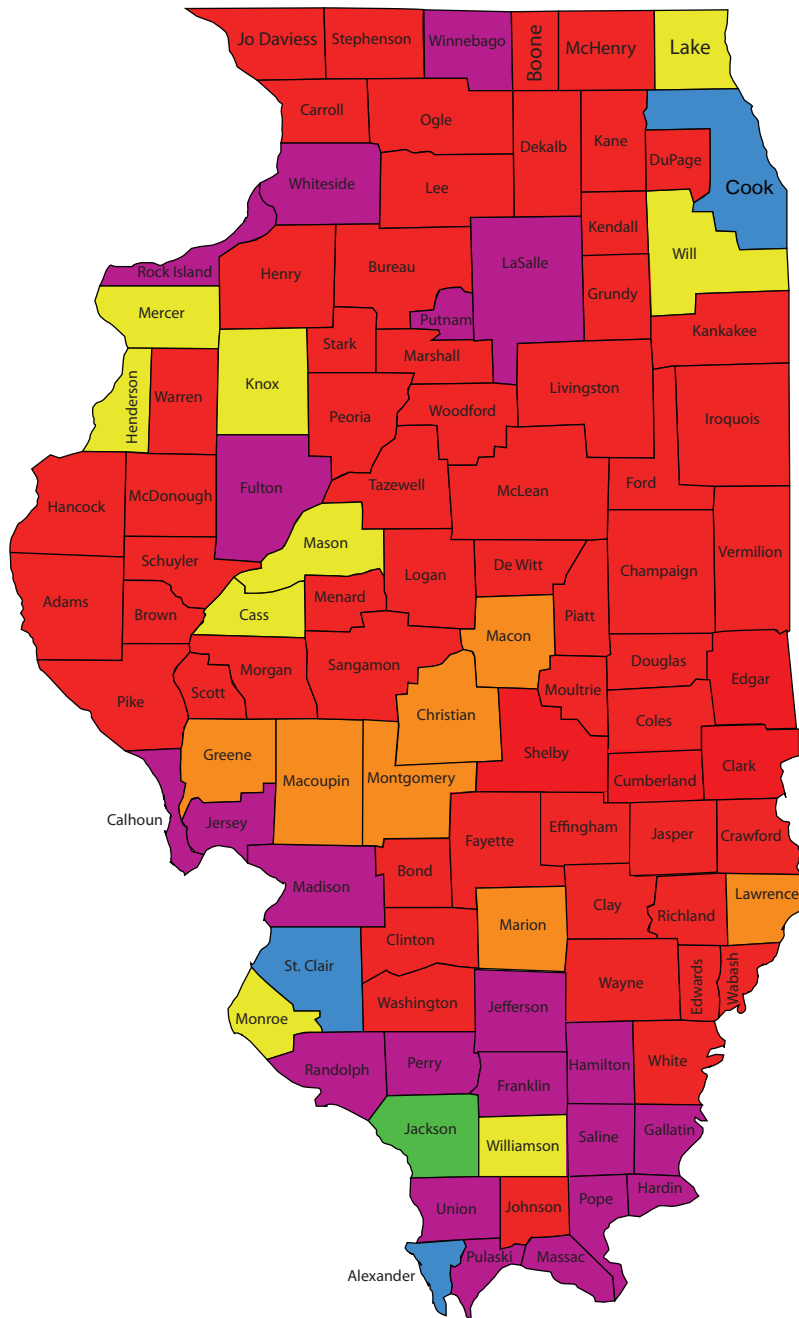 Jo Daviess
Stephenson
Winnebago
Boone
McHenry
Lake
Carroll
Ogle
Dekalb
Kane
DuPage
Cook
Whiteside
Lee
Kendall
Will
Rock Island
Henry
Bureau
LaSalle
Grundy
Mercer
Putnam
Kankakee
Stark
Marshall
Henderson
Warren
Knox
Peoria
Woodford
Livingston
Iroquois
Hancock
McDonough
Fulton
Tazewell
McLean
Ford
Mason
Schuyler
Logan
De Witt
Champaign
Vermilion
Adams
Brown
Cass
Menard
Macon
Piatt
Pike
Scott
Morgan
Sangamon
Christian
Moultrie
Douglas
Edgar
Coles
Greene
Macoupin
Montgomery
Shelby
Cumberland
Clark
Calhoun
Jersey
Fayette
Effingham
Jasper
Crawford
Madison
Bond
Clay
Richland
Lawrence
Marion
Clinton
St. Clair
Wayne
Edwards
Wabash
Monroe
Washington
Jefferson
Randolph
Perry
Franklin
Hamilton
White
Jackson
Williamson
Saline
Gallatin
Union
Johnson
Pope
Hardin
Alexander
Pulaski
Massac